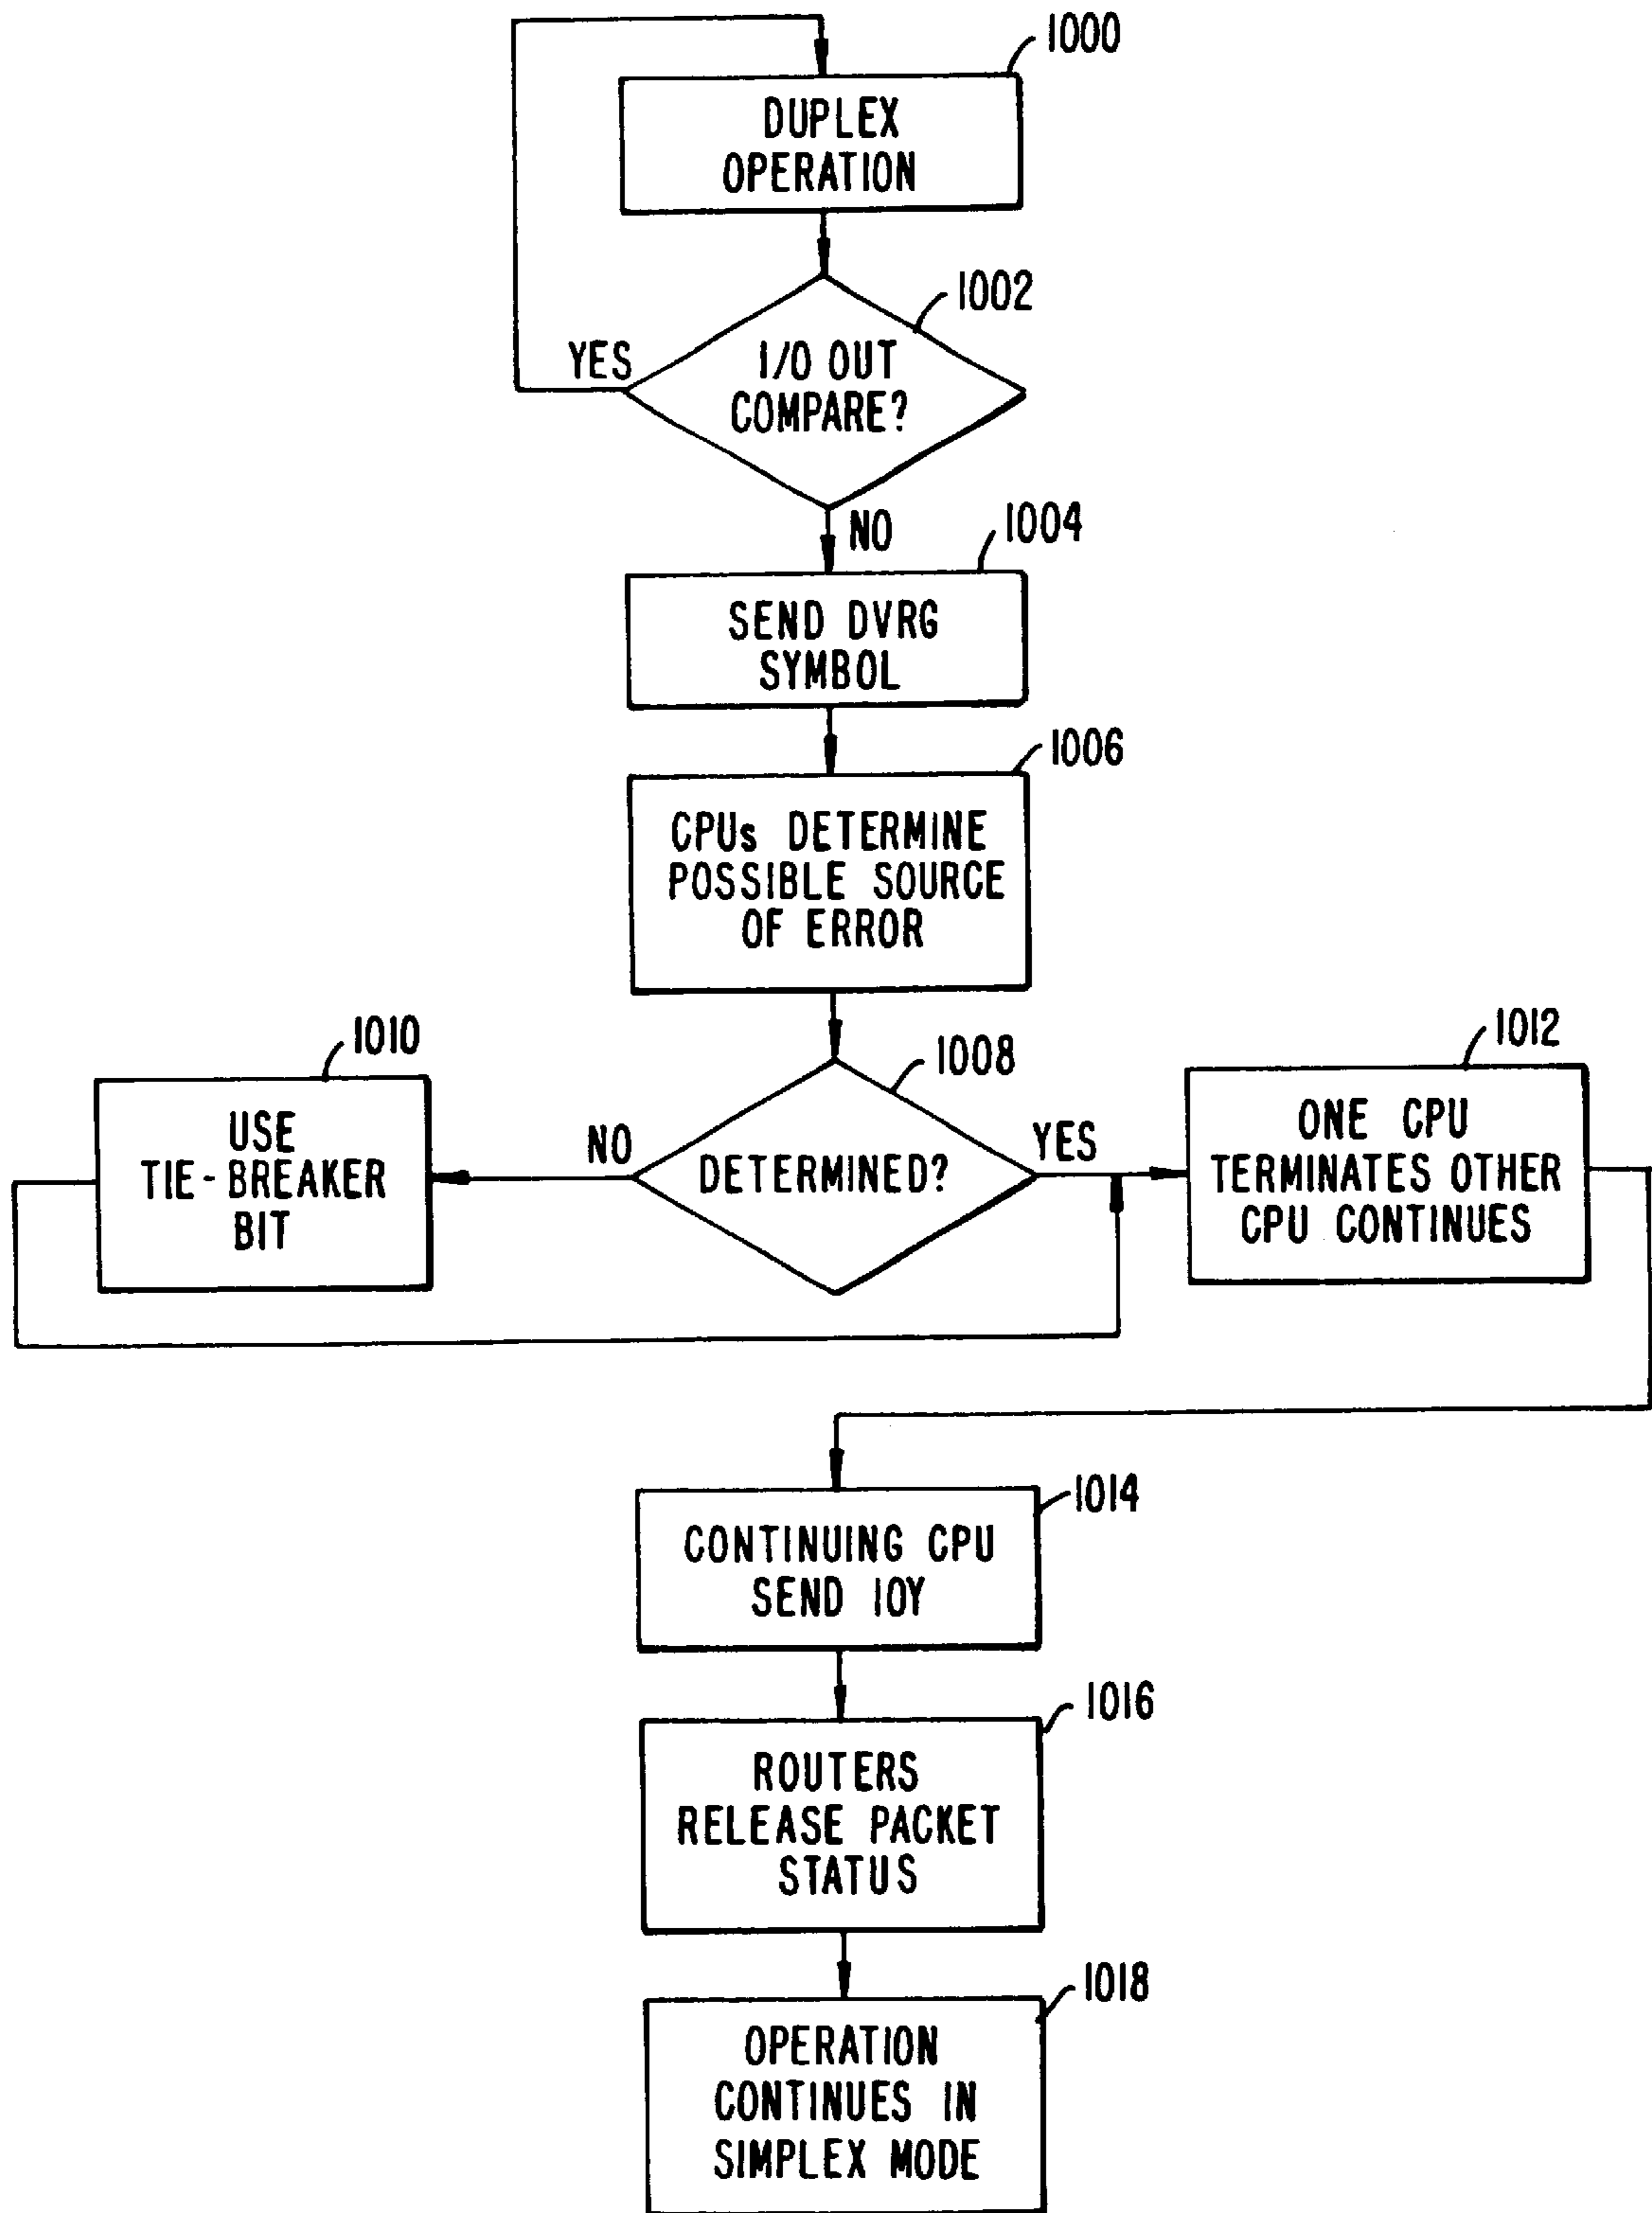 1000
DUPLEX
OPERATION
1002
YES
I/O OUT
COMPARE?
NO
1004
SEND DVRG
SYMBOL
1006
CPUs DETERMINE
POSSIBLE SOURCE
OF ERROR
1010
USE
TIE-BREAKER
BIT
1008
NO
DETERMINED?
YES
1012
ONE CPU
TERMINATES OTHER
CPU CONTINUES
1014
CONTINUING CPU
SEND IOY
1016
ROUTERS
RELEASE PACKET
STATUS
1018
OPERATION
CONTINUES IN
SIMPLEX MODE